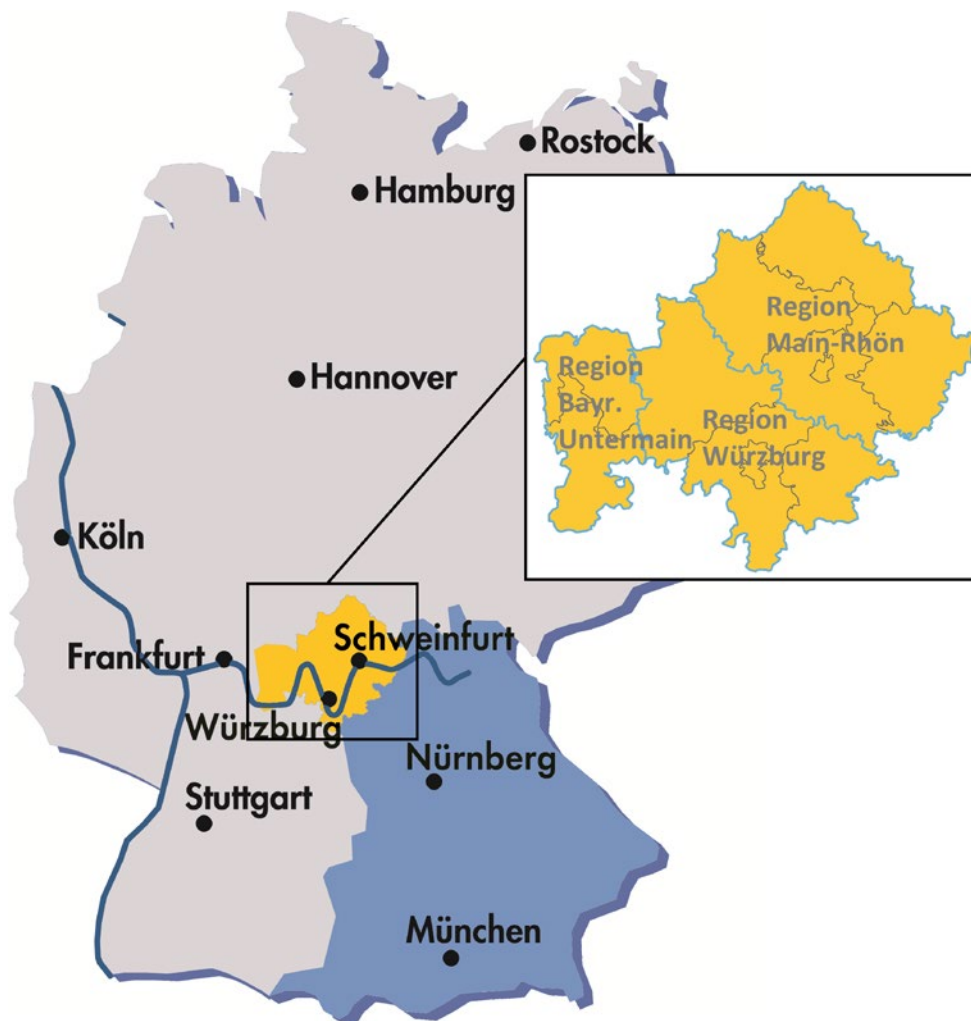 Rostock
Hamburg
Hannover
Region
Main-Rhön
Region
Bayr.
Untermain
Region
Würzburg
Köln
Schweinfurt
Frankfurt
Würzburg
Nürnberg
Stuttgart
München